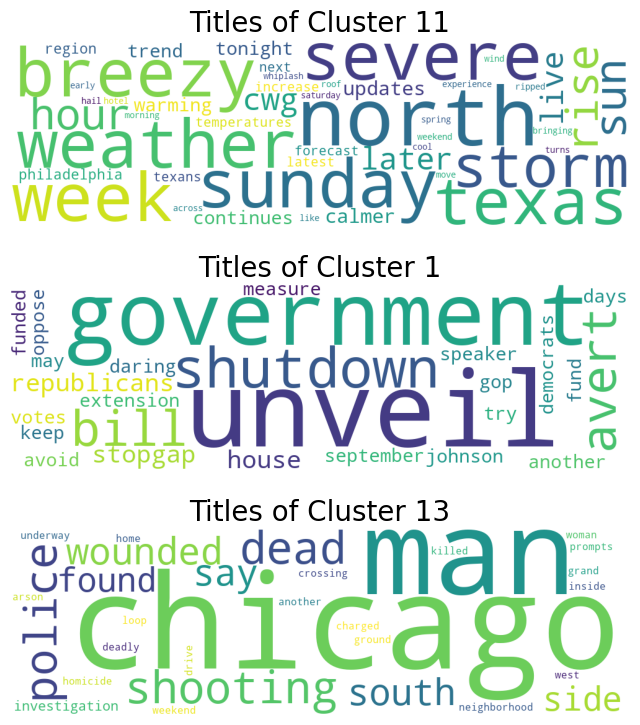 Titles of Cluster 11
region trend tonight severe wind live rise sun
breezy next whiplash roof experience ripped
early increase updates
hail hotel warming cwg saturday north
hour morning temperatures spring weekend bringing
weather forecast cool later turns storm
philadelphia texans latest move
week across sunday texas
continues like calmer
Titles of Cluster 1
funded oppose measure days
government
may daring shutdown speaker democrats fund avert
republicans extension gop
votes bill unveil try
keep
avoid stopgap house september johnson another
Titles of Cluster 13
underway home dead man woman
wounded prompts
police found say killed grand
crossing inside
arson another
chicago
loop charged
deadly ground
drive
homicide shooting south west side
investigation weekend neighborhood